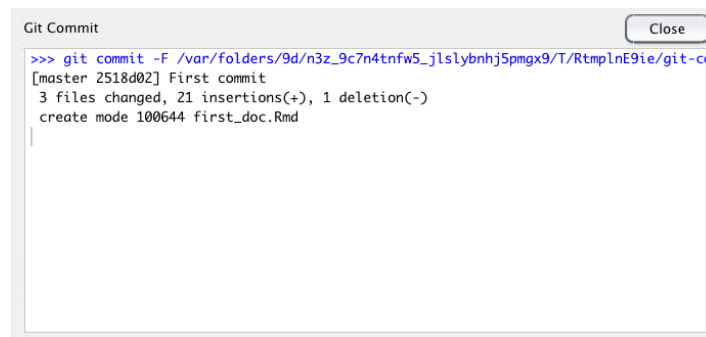 Git Commit
Close
>>> git commit -F /var/folders/9d/n3z_9c7n4tnfw5_jlslybnhj5pmgx9/T/RtmplnE9ie/git-c
[master 2518d02] First commit
3 files changed, 21 insertions(+), 1 deletion(-)
create mode 100644 first_doc.Rmd